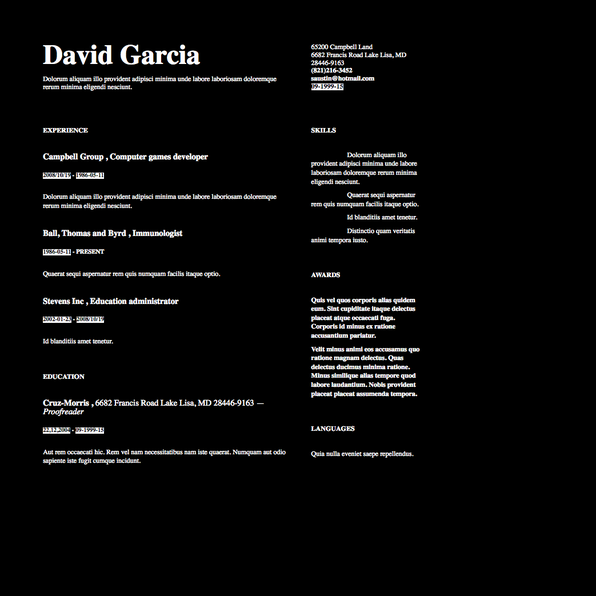 David Garcia
Dolorum aliquam illo provident adipisci minima unde labore laboriosam doloremque
rerum minima eligendi nesciunt.
65200 Campbell Land
6682 Francis Road Lake Lisa, MD
28446-9163
(821)216-3452
saustin@hotmail.com
09-1999-15
EXPERIENCE
Campbell Group , Computer games developer
2008/10/19 - 1986-05-11
Dolorum aliquam illo provident adipisci minima unde labore laboriosam doloremque
rerum minima eligendi nesciunt.
Ball, Thomas and Byrd , Immunologist
1986-05-11 - PRESENT
Quaerat sequi aspernatur rem quis numquam facilis itaque optio.
Stevens Inc , Education administrator
2002-01-23 - 2008/10/19
Id blanditiis amet tenetur.
EDUCATION
Cruz-Morris , 6682 Francis Road Lake Lisa, MD 28446-9163 —
Proofreader
22.12.2004 - 09-1999-15
Aut rem occaecati hic. Rem vel nam necessitatibus nam iste quaerat. Numquam aut odio
sapiente iste fugit cumque incidunt.
SKILLS
Dolorum aliquam illo
provident adipisci minima unde labore
laboriosam doloremque rerum minima
eligendi nesciunt.
Quaerat sequi aspernatur
rem quis numquam facilis itaque optio.
Id blanditiis amet tenetur.
Distinctio quam veritatis
animi tempora iusto.
AWARDS
Quis vel quos corporis alias quidem
eum. Sint cupiditate itaque delectus
placeat atque occaecati fuga.
Corporis id minus ex ratione
accusantium pariatur.
Velit minus animi eos accusamus quo
ratione magnam delectus. Quas
delectus ducimus minima ratione.
Minus similique alias tempore quod
labore laudantium. Nobis provident
placeat placeat assumenda tempora.
LANGUAGES
Quia nulla eveniet saepe repellendus.